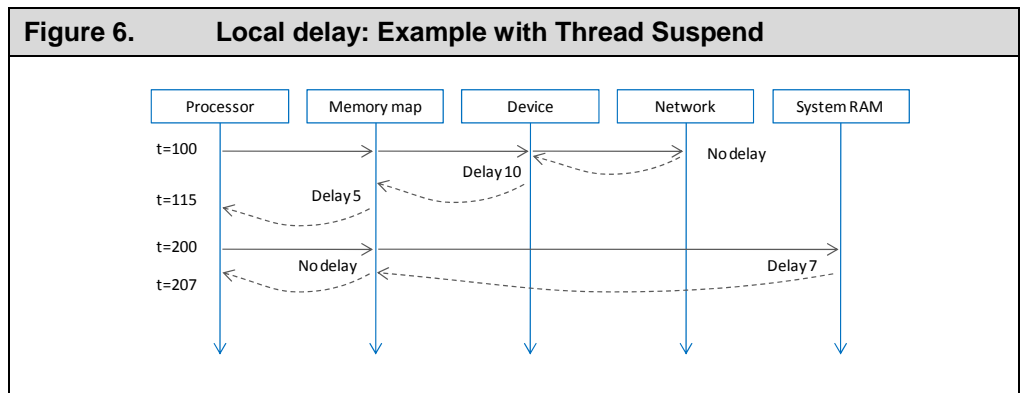 Figure 6. Local delay: Example with Thread Suspend
Processor Memory map Device Network System RAM
t=100
No delay
Delay 10
Delay 5
t=115
t=200
No delay
Delay 7
t=207